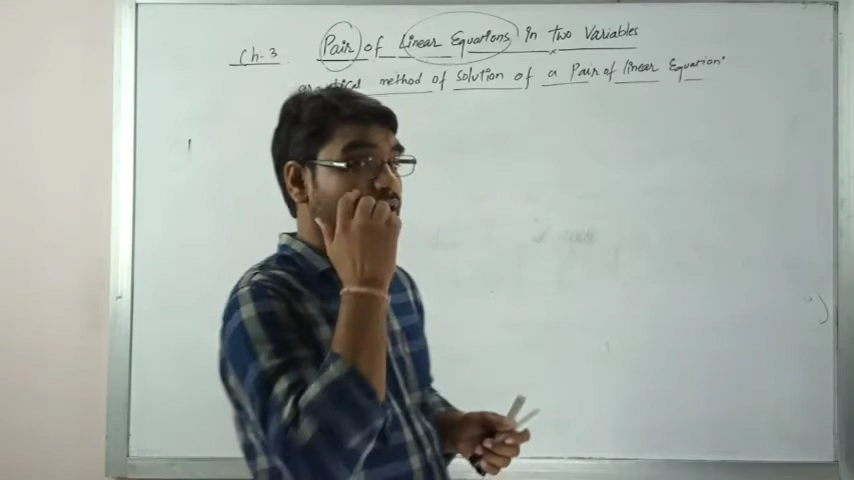 Ch-3 Pair of Linear Equations in two Variables
method of Solution of a Pair of linear Equation